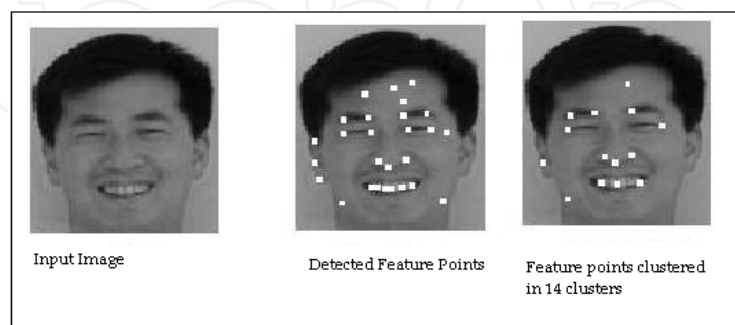 Input Image
Detected Feature Points
Feature points clustered
in 14 clusters